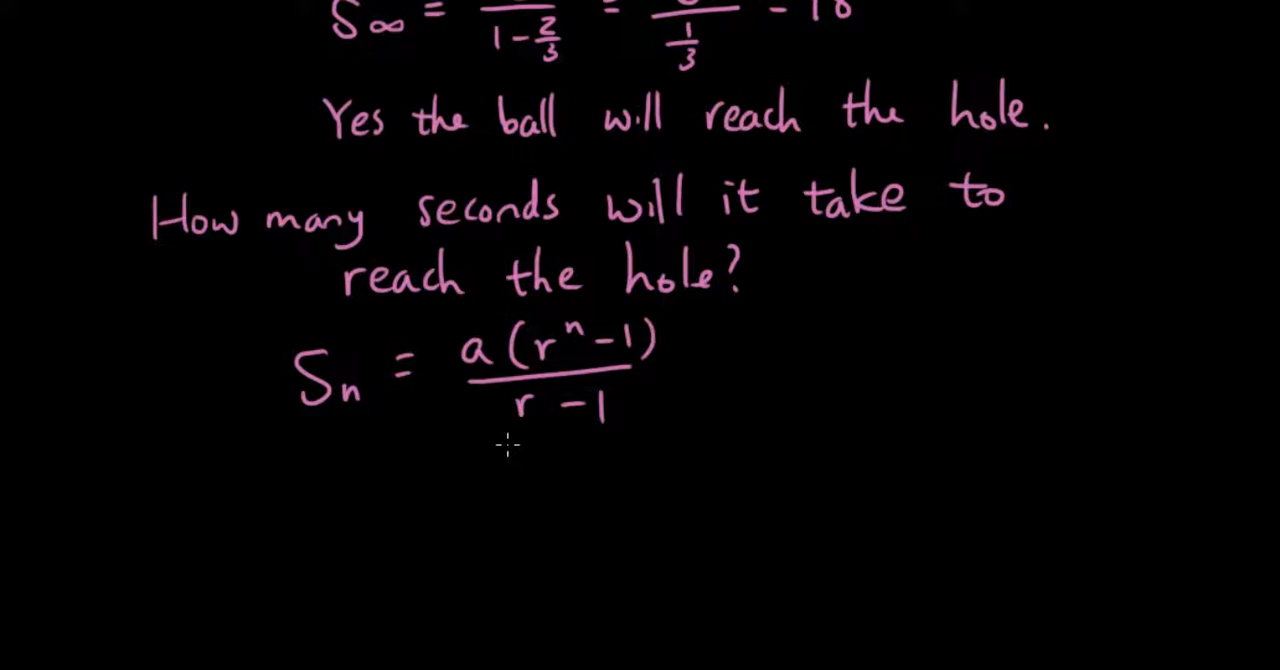 S∞ = 1 - 2/3 = 1/3 = 18
Yes the ball will reach the hole.
How many seconds will it take to
reach the hole?
Sn = a(r^n - 1) / r - 1